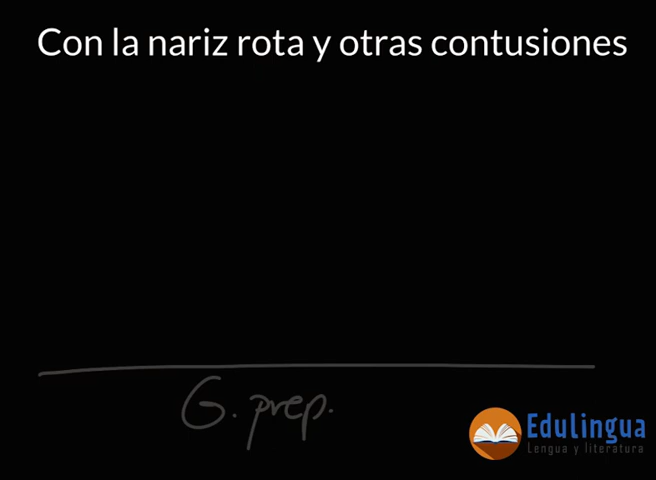 Con la nariz rota y otras contusiones
G. prep.
Edulingua
Lengua y literatura